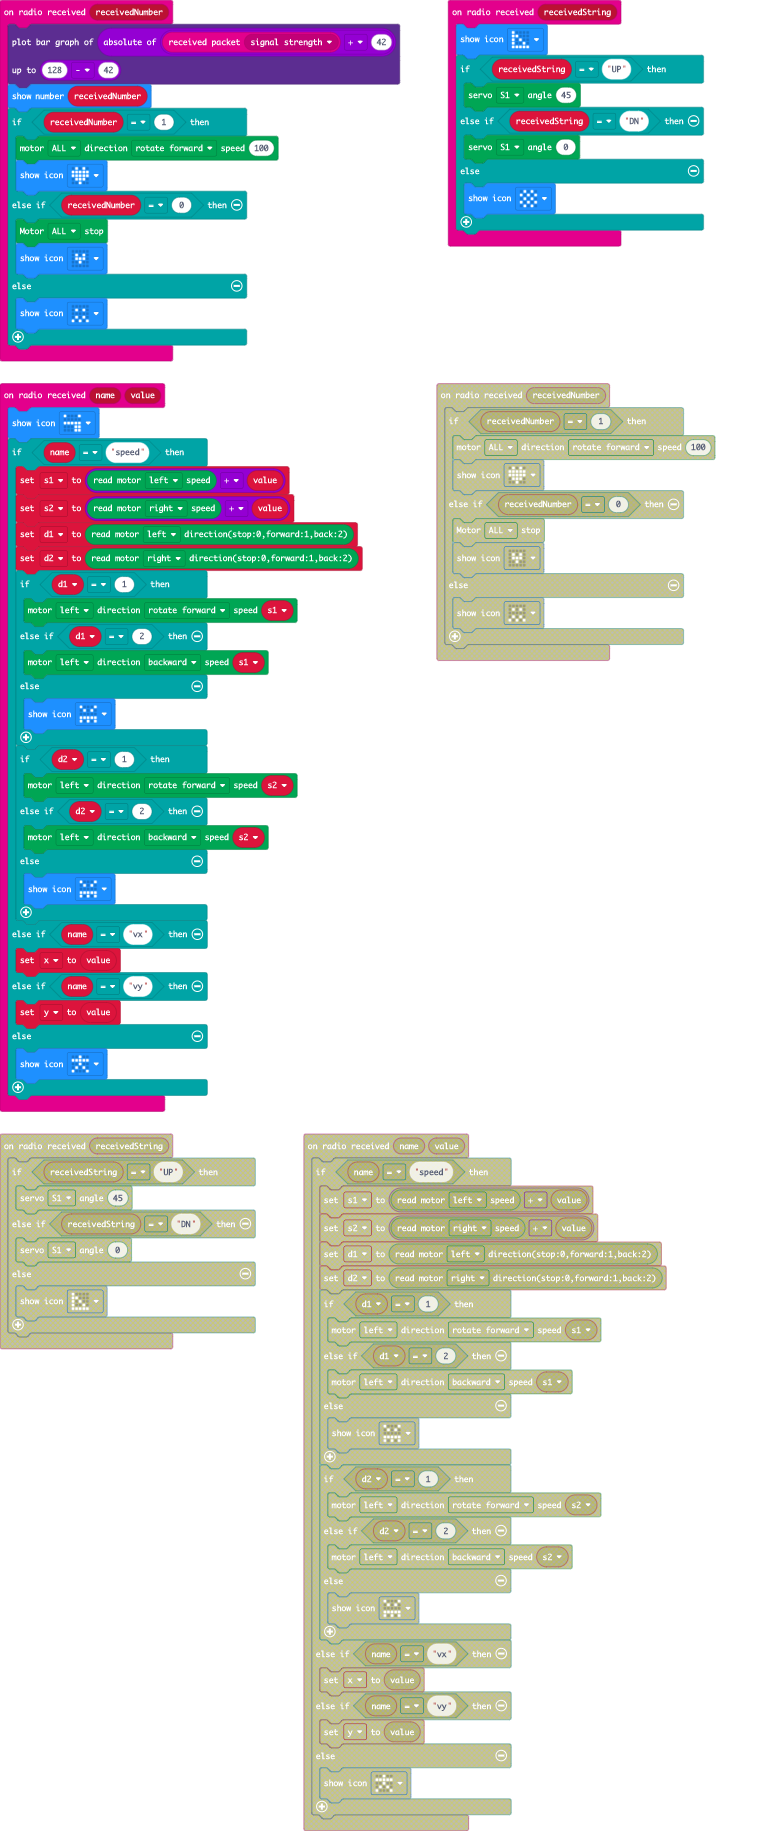 on radio received receivedNumber
plot bar graph of absolute of received packet signal strength + 42
up to 128 - 42
show number receivedNumber
if receivedNumber = 1 then
motor ALL direction rotate forward speed 100
show icon
else if receivedNumber = 0 then
Motor ALL stop
show icon
else
show icon
on radio received receivedString
show icon
if receivedString = "UP" then
servo S1 angle 45
else if receivedString = "DN" then
servo S1 angle 0
else
show icon
on radio received name value
show icon
if name = "speed" then
set s1 to read motor left speed + value
set s2 to read motor right speed + value
set d1 to read motor left direction(stop:0,forward:1,back:2)
set d2 to read motor right direction(stop:0,forward:1,back:2)
if d1 = 1 then
motor left direction rotate forward speed s1
else if d1 = 2 then
motor left direction backward speed s1
else
show icon
if d2 = 1 then
motor left direction rotate forward speed s2
else if d2 = 2 then
motor left direction backward speed s2
else
show icon
else if name = "vx" then
set x to value
else if name = "vy" then
set y to value
else
show icon
on radio received receivedNumber
if receivedNumber = 1 then
motor ALL direction rotate forward speed 100
show icon
else if receivedNumber = 0 then
Motor ALL stop
show icon
else
show icon
on radio received receivedString
if receivedString = "UP" then
servo S1 angle 45
else if receivedString = "DN" then
servo S1 angle 0
else
show icon
on radio received name value
if name = "speed" then
set s1 to read motor left speed + value
set s2 to read motor right speed + value
set d1 to read motor left direction(stop:0,forward:1,back:2)
set d2 to read motor right direction(stop:0,forward:1,back:2)
if d1 = 1 then
motor left direction rotate forward speed s1
else if d1 = 2 then
motor left direction backward speed s1
else
show icon
if d2 = 1 then
motor left direction rotate forward speed s2
else if d2 = 2 then
motor left direction backward speed s2
else
show icon
else if name = "vx" then
set x to value
else if name = "vy" then
set y to value
else
show icon